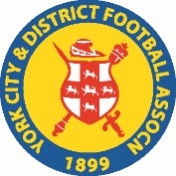 YORK CITY & DISTRICT FOOTBALL ASSOCN
1899